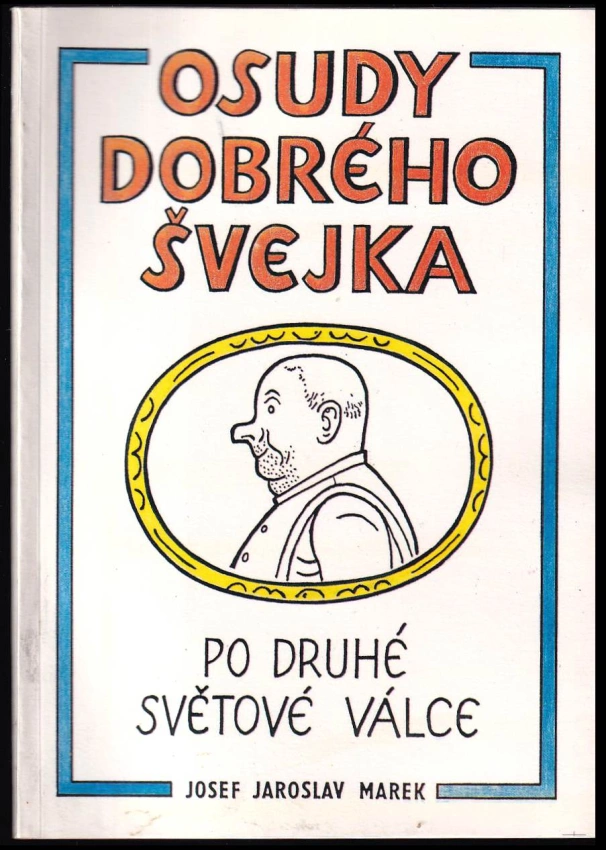 OSUDY
DOBRÉHO
ŠVEJKA
PO DRUHÉ
SVĚTOVÉ VÁLCE
JOSEF JAROSLAV MAREK